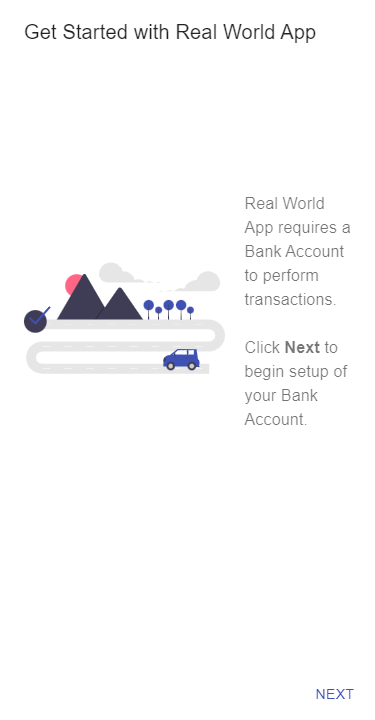 Get Started with Real World App
Real World
App requires a
Bank Account
to perform
transactions.
Click Next to
begin setup of
your Bank
Account.
NEXT